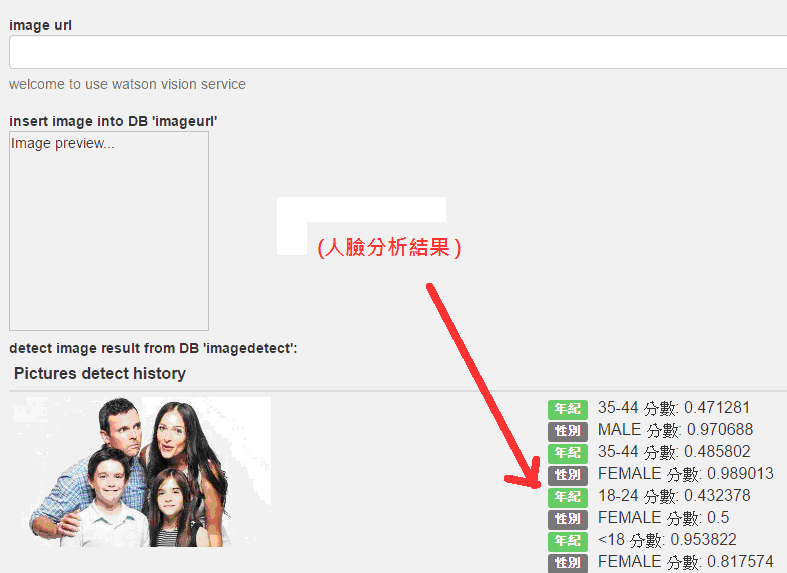 image url
welcome to use watson vision service
insert image into DB 'imageurl'
Image preview...
(人臉分析結果)
detect image result from DB 'imagedetect':
Pictures detect history
年紀 35-44 分數: 0.471281
性別 MALE 分數: 0.970688
年紀 35-44 分數: 0.485802
性別 FEMALE 分數: 0.989013
年紀 18-24 分數: 0.432378
性別 FEMALE 分數: 0.5
年紀 <18 分數: 0.953822
性別 FEMALE 分數: 0.817574